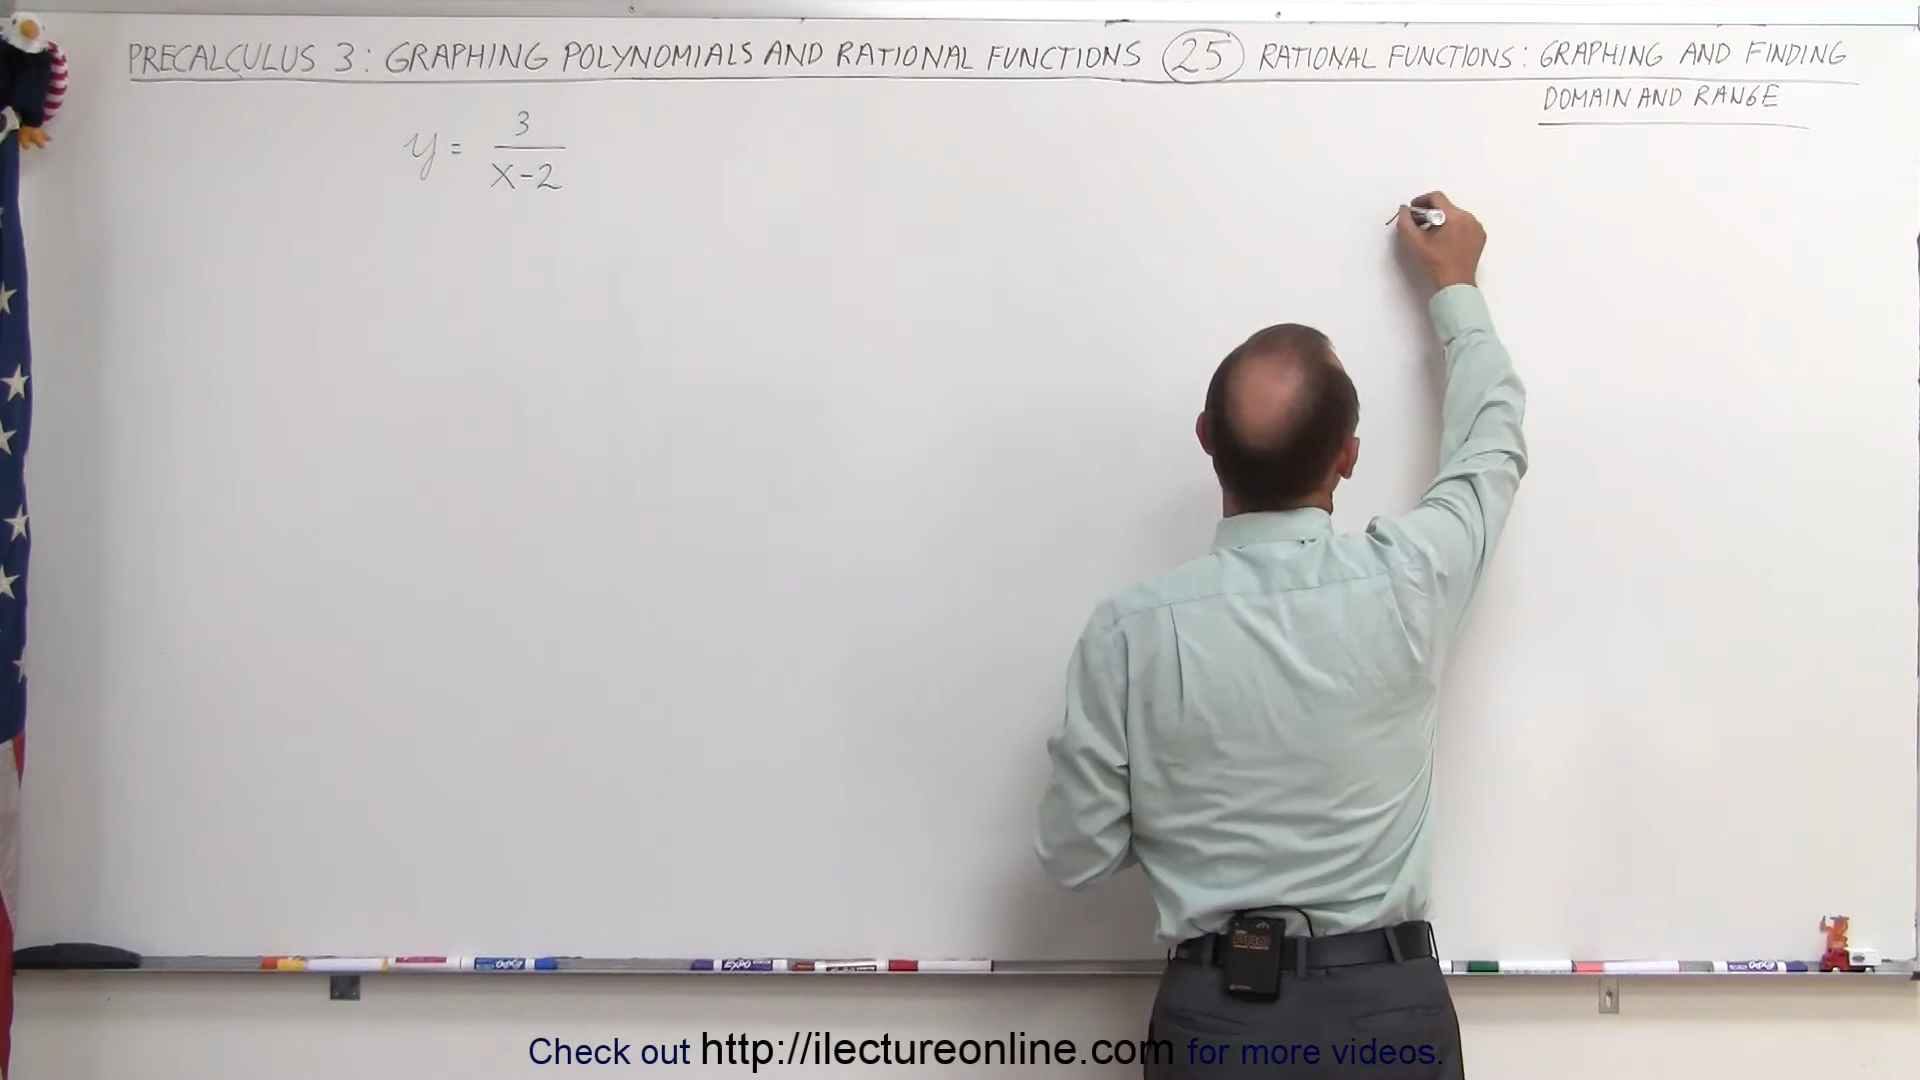 PRECALCULUS 3: GRAPHING POLYNOMIALS AND RATIONAL FUNCTIONS 25 RATIONAL FUNCTIONS: GRAPHING AND FINDING
DOMAIN AND RANGE
y = 3
x-2
EXPO
Check out http://ilectureonline.com for more videos.